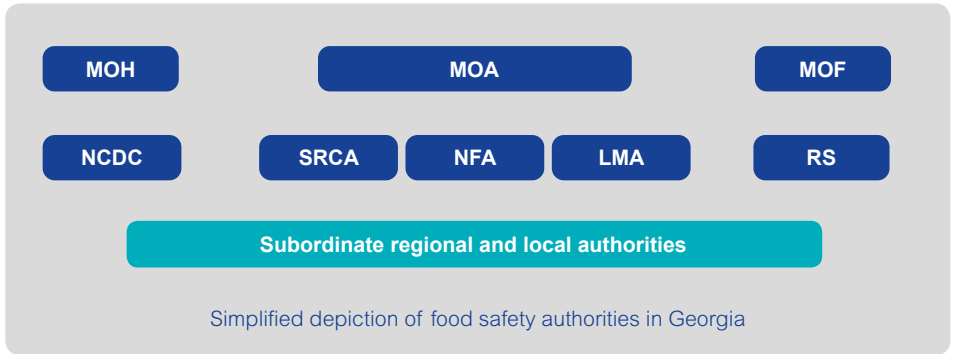 MOH
MOA
MOF
NCDC
SRCA
NFA
LMA
RS
Subordinate regional and local authorities
Simplified depiction of food safety authorities in Georgia